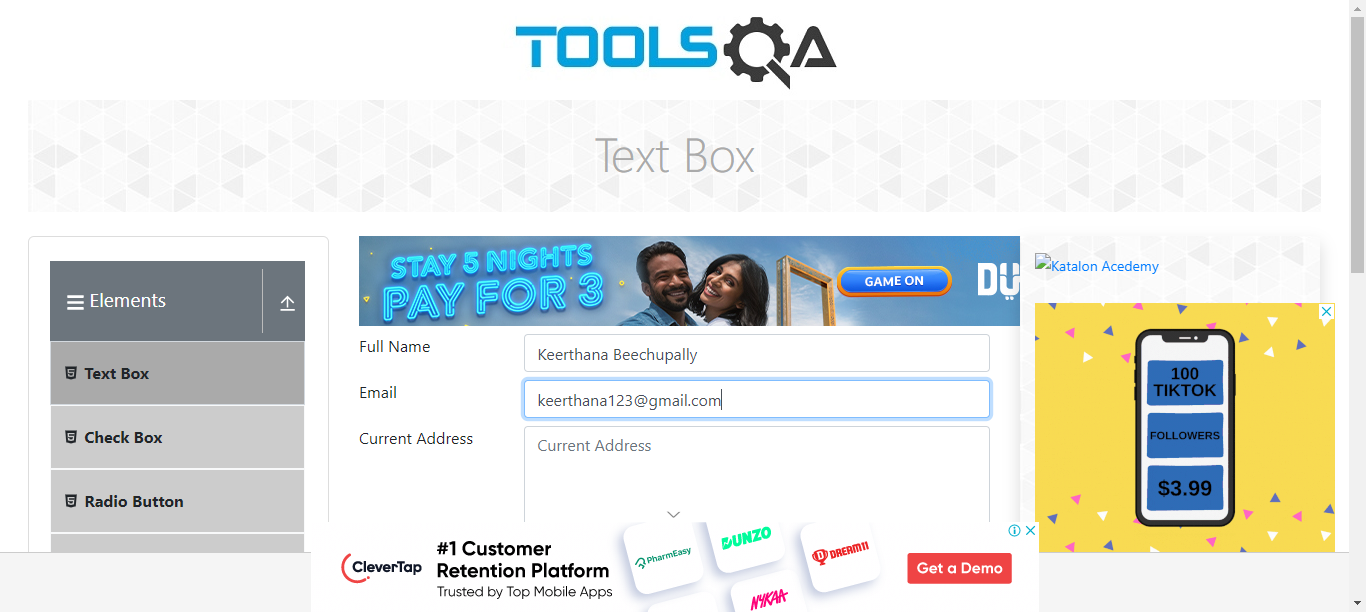 TOOLSQA
Text Box
Elements
Text Box
Check Box
Radio Button
STAY 5 NIGHTS
PAY FOR 3
GAME ON
Full Name
Keerthana Beechupally
Email
keerthana123@gmail.com
Current Address
Current Address
Katalon Acedemy
100
TIKTOK
FOLLOWERS
$3.99
CleverTap
#1 Customer
Retention Platform
Trusted by Top Mobile Apps
PharmEasy
DUNZO
DREAM11
NYKAA
Get a Demo